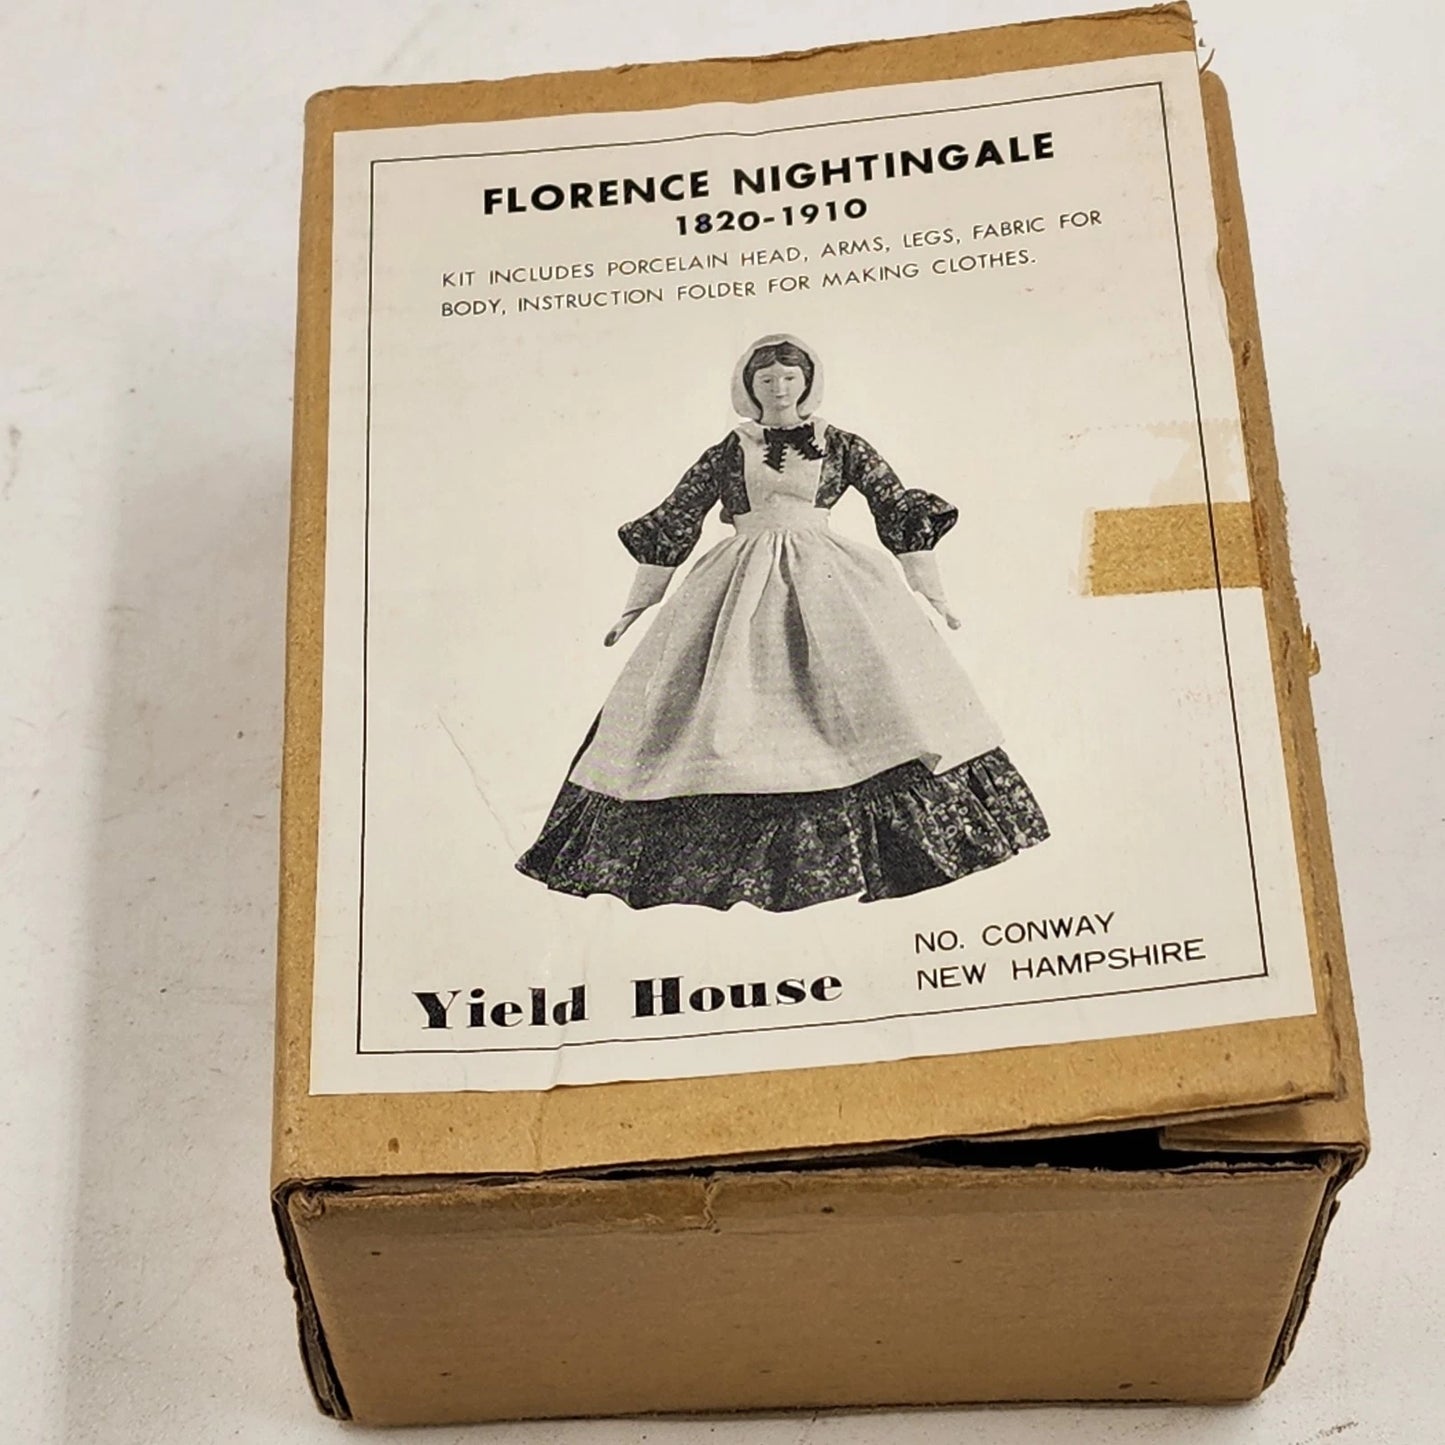 FLORENCE NIGHTINGALE
1820-1910
KIT INCLUDES PORCELAIN HEAD, ARMS, LEGS, FABRIC FOR
BODY, INSTRUCTION FOLDER FOR MAKING CLOTHES.
Yield House
NO. CONWAY
NEW HAMPSHIRE